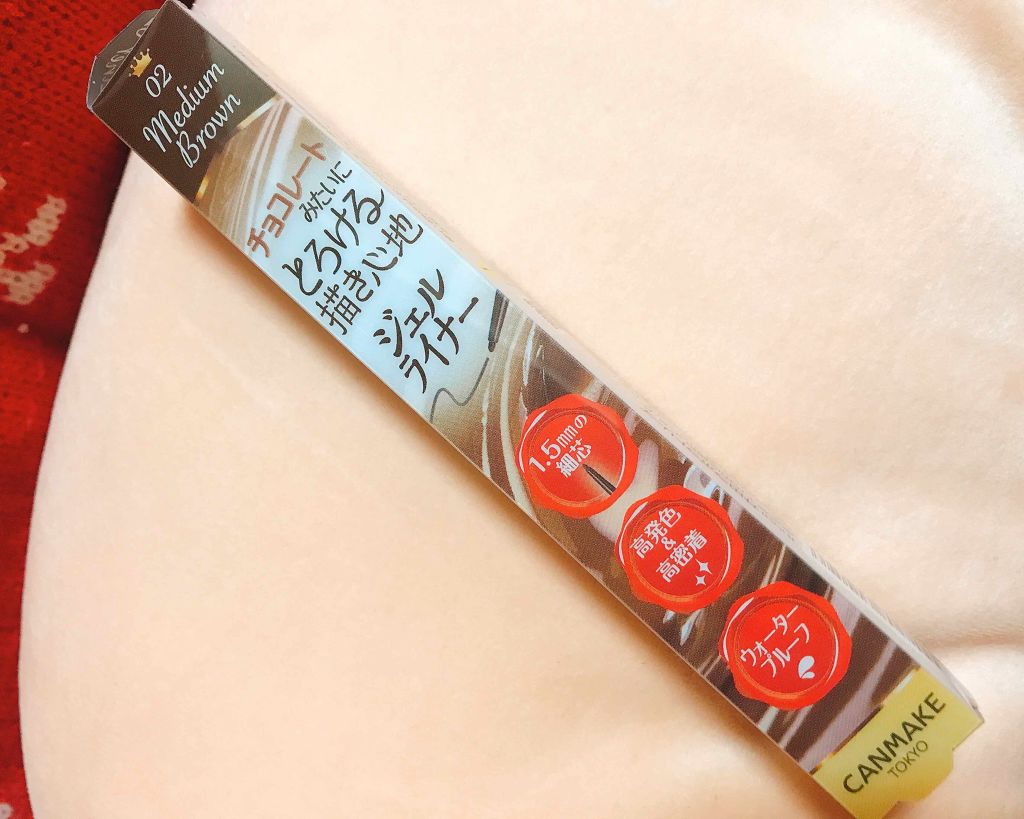 02
Medium
Brown
チョコレート
みたいに
とろける
描き心地
ジェル
ライナー
1.5mmの
細芯
高発色
&
高密着
ウォーター
プルーフ
CANMAKE
TOKYO